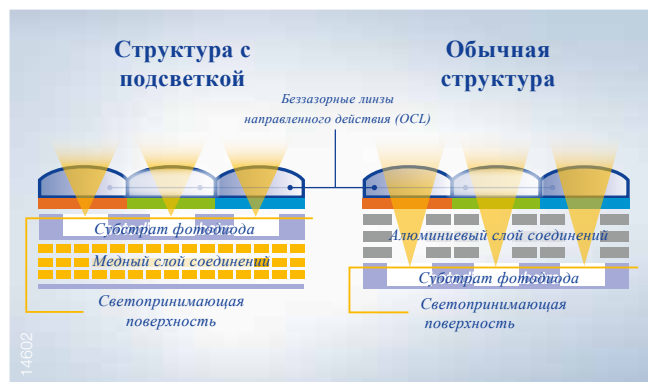 Структура с
подсветкой
Обычная
структура
Беззазорные линзы
направленного действия (OCL)
Субстрат фотодиода
Медный слой соединений
Светопринимающая
поверхность
Алюминиевый слой соединений
Субстрат фотодиода
Светопринимающая
поверхность
14602